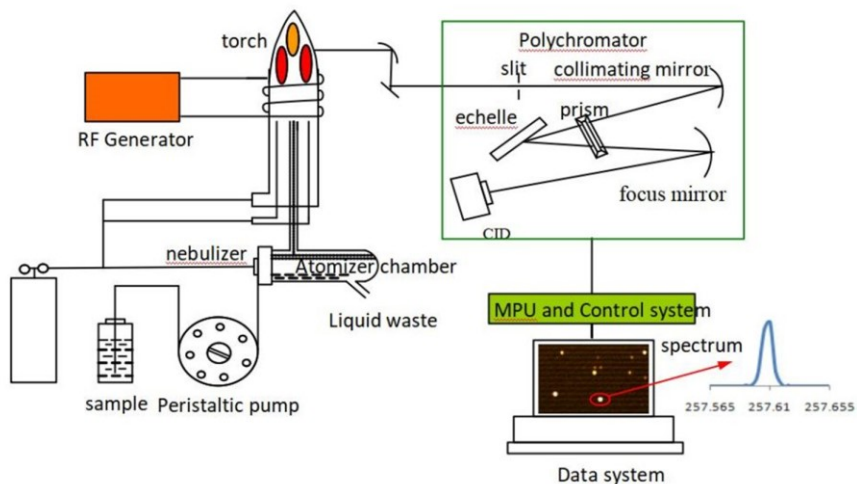 torch
Polychromator
slit
collimating mirror
echelle
prism
RF Generator
focus mirror
CID
nebulizer
Atomizer chamber
Liquid waste
MPU and Control system
spectrum
257.565 257.61 257.655
sample
Peristaltic pump
Data system